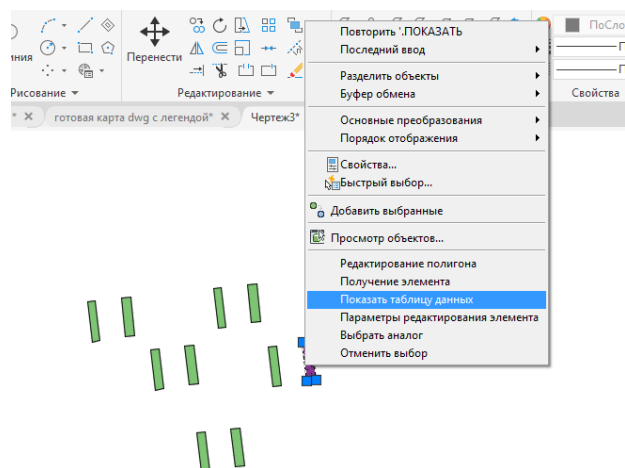 Повторить '.ПОКАЗАТЬ
ПоСло
Последний ввод
ния
Перенести
Разделить объекты
Буфер обмена
Рисование
Редактирование
Свойства
Основные преобразования
готовая карта dwg с легендой*
Чертеж3*
Порядок отображения
Свойства...
Быстрый выбор...
Добавить выбранные
Просмотр объектов...
Редактирование полигона
Получение элемента
Показать таблицу данных
Параметры редактирования элемента
Выбрать аналог
Отменить выбор